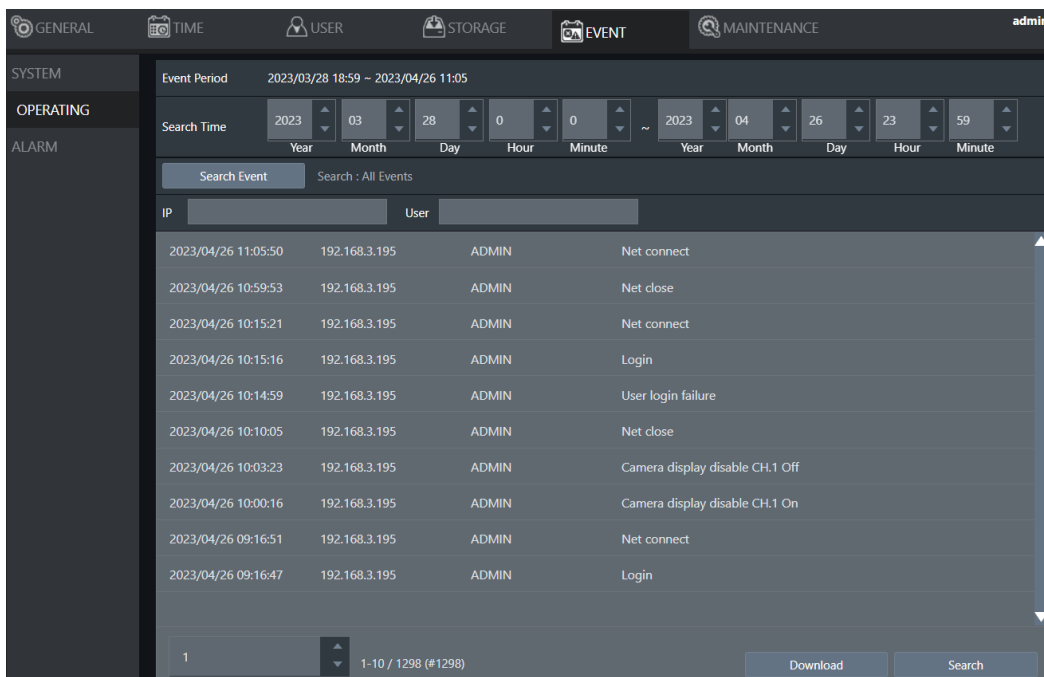 GENERAL TIME USER STORAGE EVENT MAINTENANCE admin
SYSTEM
OPERATING
ALARM
Event Period 2023/03/28 18:59 ~ 2023/04/26 11:05
Search Time 2023 03 28 0 0 ~ 2023 04 26 23 59
Year Month Day Hour Minute Year Month Day Hour Minute
Search Event Search : All Events
IP User
2023/04/26 11:05:50 192.168.3.195 ADMIN Net connect
2023/04/26 10:59:53 192.168.3.195 ADMIN Net close
2023/04/26 10:15:21 192.168.3.195 ADMIN Net connect
2023/04/26 10:15:16 192.168.3.195 ADMIN Login
2023/04/26 10:14:59 192.168.3.195 ADMIN User login failure
2023/04/26 10:10:05 192.168.3.195 ADMIN Net close
2023/04/26 10:03:23 192.168.3.195 ADMIN Camera display disable CH.1 Off
2023/04/26 10:00:16 192.168.3.195 ADMIN Camera display disable CH.1 On
2023/04/26 09:16:51 192.168.3.195 ADMIN Net connect
2023/04/26 09:16:47 192.168.3.195 ADMIN Login
1 1-10 / 1298 (#1298) Download Search